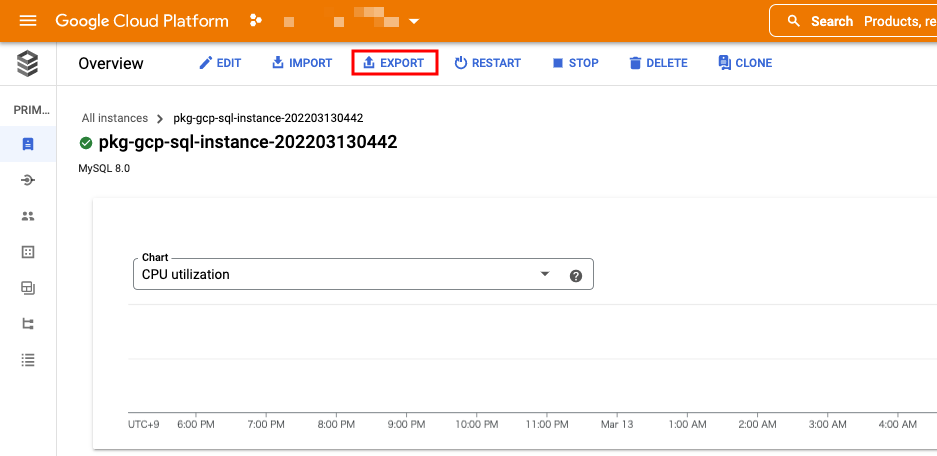 Google Cloud Platform
Search Products, re
Overview EDIT IMPORT EXPORT RESTART STOP DELETE CLONE
PRIM...
All instances > pkg-gcp-sql-instance-202203130442
pkg-gcp-sql-instance-202203130442
MySQL 8.0
Chart
CPU utilization
UTC+9 6:00 PM 7:00 PM 8:00 PM 9:00 PM 10:00 PM 11:00 PM Mar 13 1:00 AM 2:00 AM 3:00 AM 4:00 AM